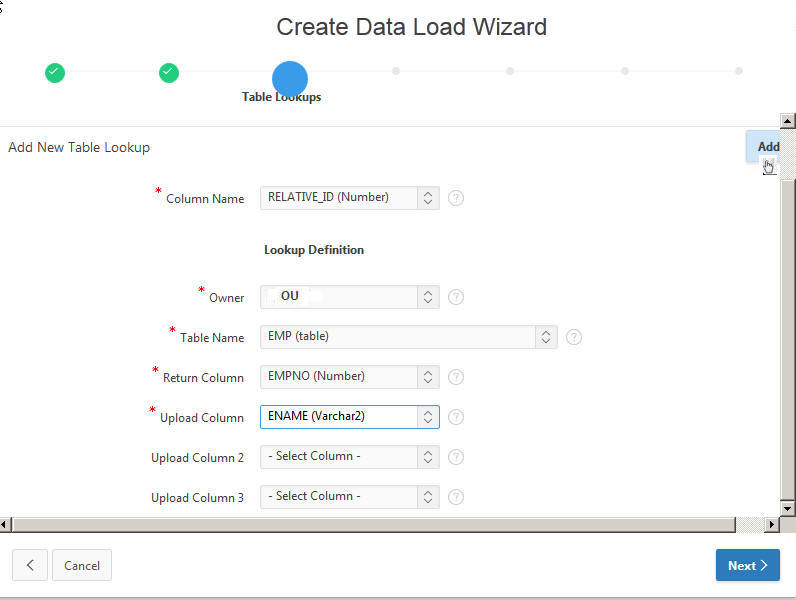 Create Data Load Wizard
Table Lookups
Add New Table Lookup
Add
* Column Name RELATIVE_ID (Number) ?
Lookup Definition
* Owner OU ?
* Table Name EMP (table) ?
* Return Column EMPNO (Number) ?
* Upload Column ENAME (Varchar2) ?
Upload Column 2 - Select Column - ?
Upload Column 3 - Select Column - ?
Cancel
Next